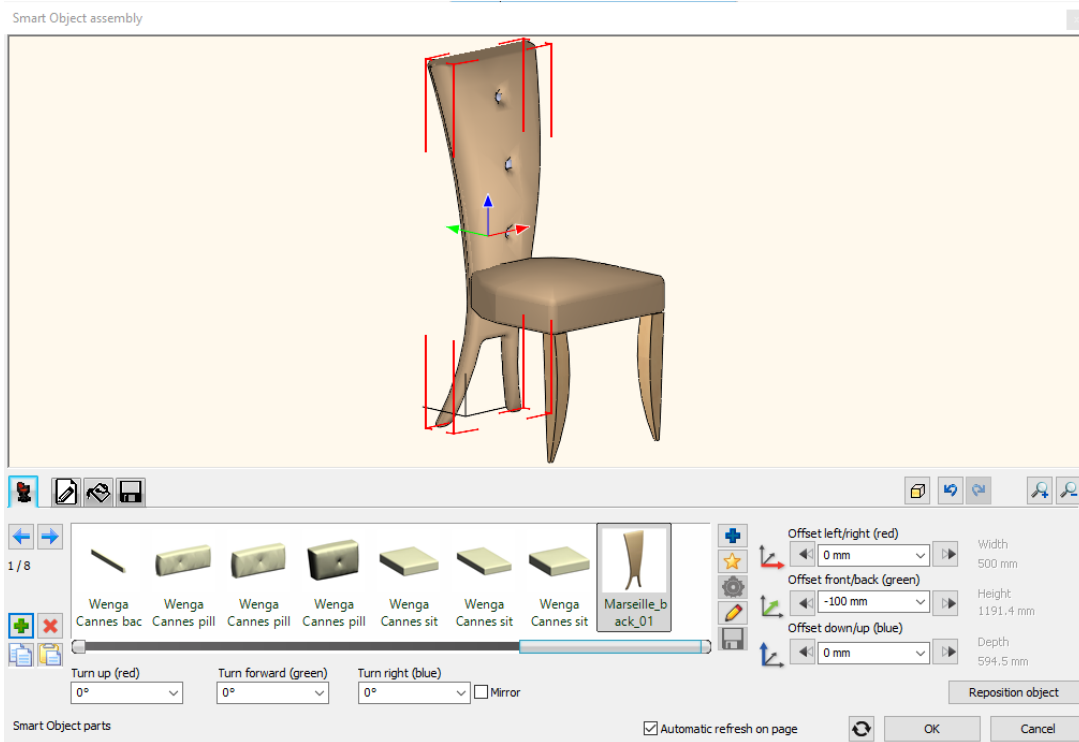 Smart Object assembly
1 / 8
Wenga Cannes bac
Wenga Cannes pill
Wenga Cannes pill
Wenga Cannes pill
Wenga Cannes sit
Wenga Cannes sit
Wenga Cannes sit
Marseille_b
ack_01
Offset left/right (red)
0 mm
Width
500 mm
Offset front/back (green)
-100 mm
Height
1191.4 mm
Offset down/up (blue)
0 mm
Depth
594.5 mm
Turn up (red)
Turn forward (green)
Turn right (blue)
0°
0°
0°
Mirror
Reposition object
Smart Object parts
Automatic refresh on page
OK
Cancel